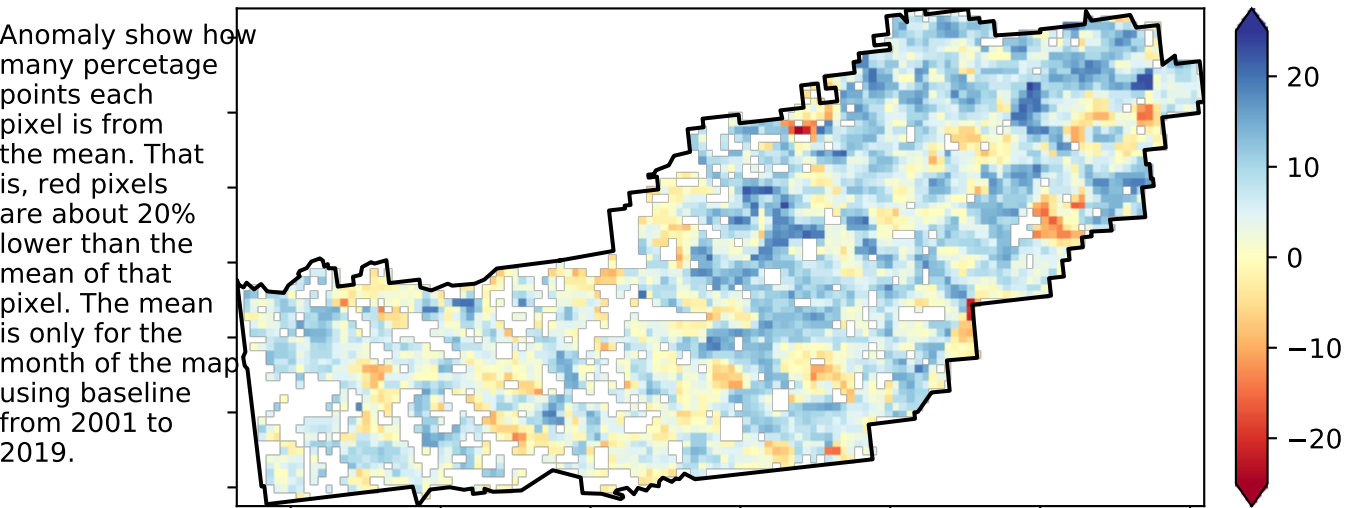 Anomaly show how
many percetage
points each
pixel is from
the mean. That
is, red pixels
are about 20%
lower than the
mean of that
pixel. The mean
is only for the
month of the map
using baseline
from 2001 to
2019.
20
10
0
−10
−20